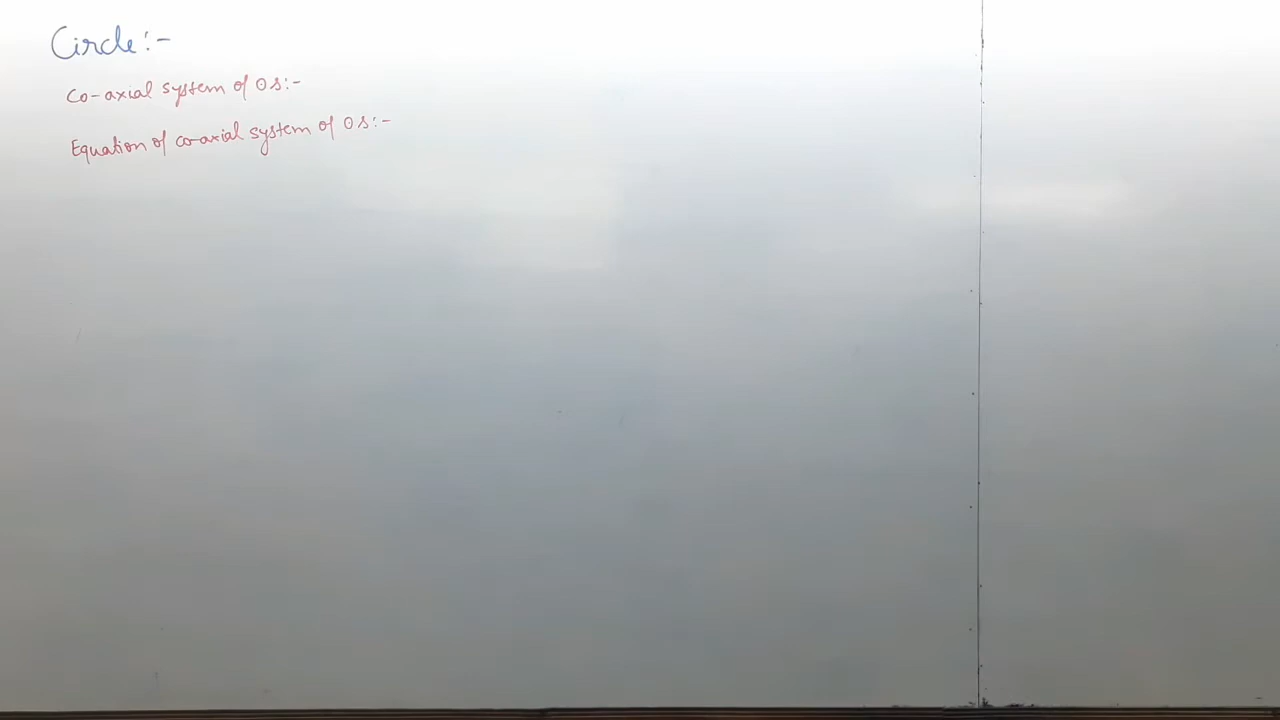 Circle:-
Co-axial system of Os:-
Equation of co-axial system of Os:-